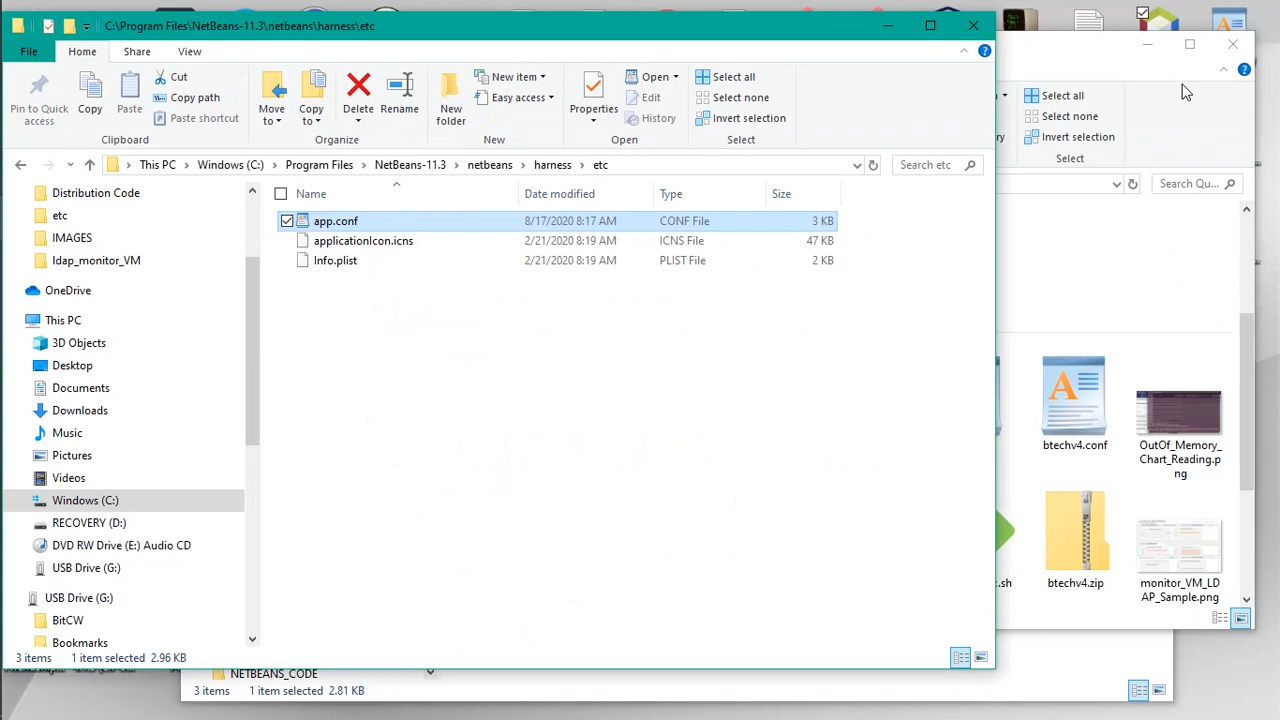 C:\Program Files\NetBeans-11.3\netbeans\harness\etc
File Home Share View
Pin to Quick access
Copy
Paste
Cut
Copy path
Paste shortcut
Clipboard
Move to
Copy to
Delete
Rename
Organize
New folder
New item
Easy access
New
Properties
Open
Edit
History
Open
Select all
Select none
Invert selection
Select
Select all
Select none
Invert selection
Select
This PC > Windows (C:) > Program Files > NetBeans-11.3 > netbeans > harness > etc
Search etc
Search Qu...
Name Date modified Type Size
app.conf 8/17/2020 8:17 AM CONF File 3 KB
applicationIcon.icns 2/21/2020 8:19 AM ICNS File 47 KB
Info.plist 2/21/2020 8:19 AM PLIST File 2 KB
Distribution Code
etc
IMAGES
ldap_monitor_VM
OneDrive
This PC
3D Objects
Desktop
Documents
Downloads
Music
Pictures
Videos
Windows (C:)
RECOVERY (D:)
DVD RW Drive (E:) Audio CD
USB Drive (G:)
USB Drive (G:)
BitCW
Bookmarks
3 items 1 item selected 2.96 KB
btechv4.conf
OutOf_Memory_
Chart_Reading.p
ng
z.sh
btechv4.zip
monitor_VM_LD
AP_Sample.png
NETBEANS_CODE
3 items 1 item selected 2.81 KB